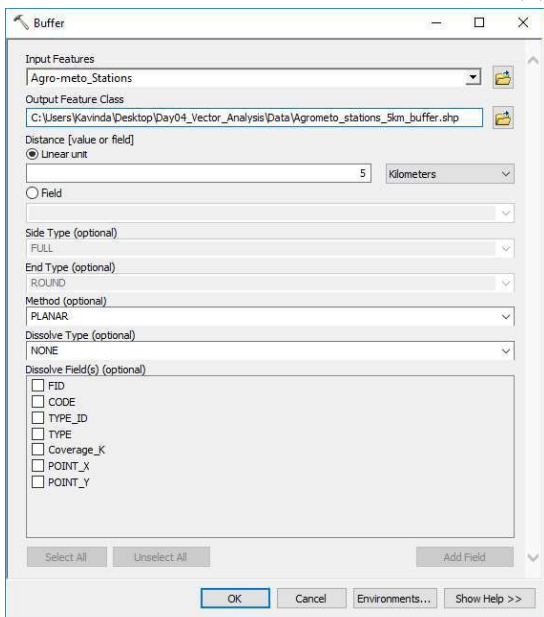 Buffer
Input Features
Agro-meto_Stations
Output Feature Class
C:\Users\Kavinda\Desktop\Day04_Vector_Analysis\Data\Agrometo_stations_5km_buffer.shp
Distance [value or field]
Linear unit
5 Kilometers
Field
Side Type (optional)
FULL
End Type (optional)
ROUND
Method (optional)
PLANAR
Dissolve Type (optional)
NONE
Dissolve Field(s) (optional)
FID
CODE
TYPE_ID
TYPE
Coverage_K
POINT_X
POINT_Y
Select All Unselect All Add Field
OK Cancel Environments... Show Help >>